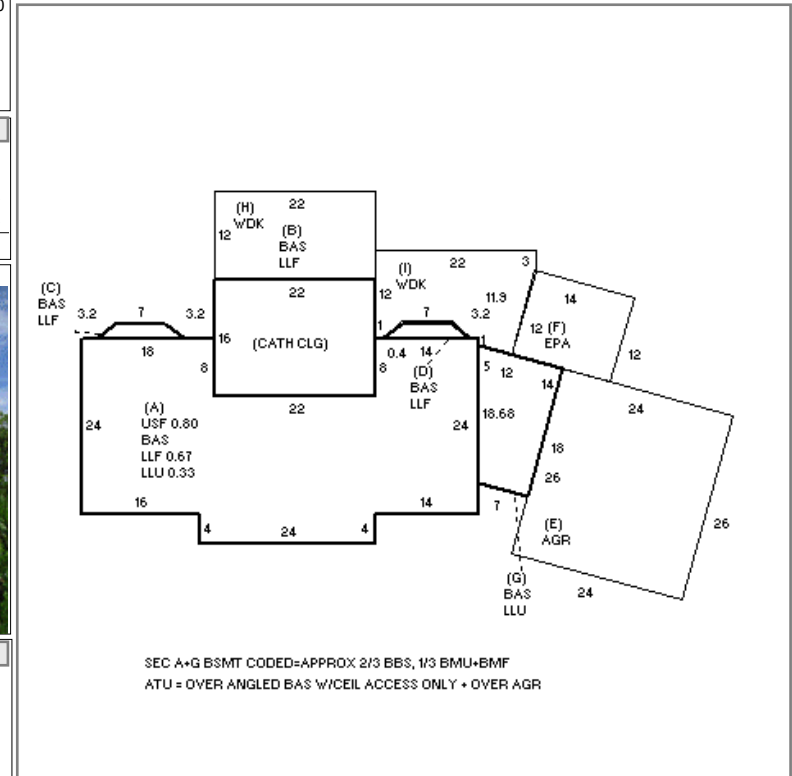 (H)
WDK
22
12
(B)
BAS
LLF
22
3
(I)
WDK
(C)
BAS
LLF
3.2
7
3.2
22
12
11.9
7
3.2
14
12
(F)
EPA
12
18
8
16
(CATH CLG)
1
0.4
14
8
1
5
12
14
22
(D)
BAS
LLF
24
24
(A)
USF 0.80
BAS
LLF 0.67
LLU 0.33
24
18.68
18
26
26
16
14
7
4
24
4
(E)
AGR
24
(G)
BAS
LLU
SEC A+G BSMT CODED=APPROX 2/3 BBS, 1/3 BMU+BMF
ATU = OVER ANGLED BAS W/CEIL ACCESS ONLY + OVER AGR